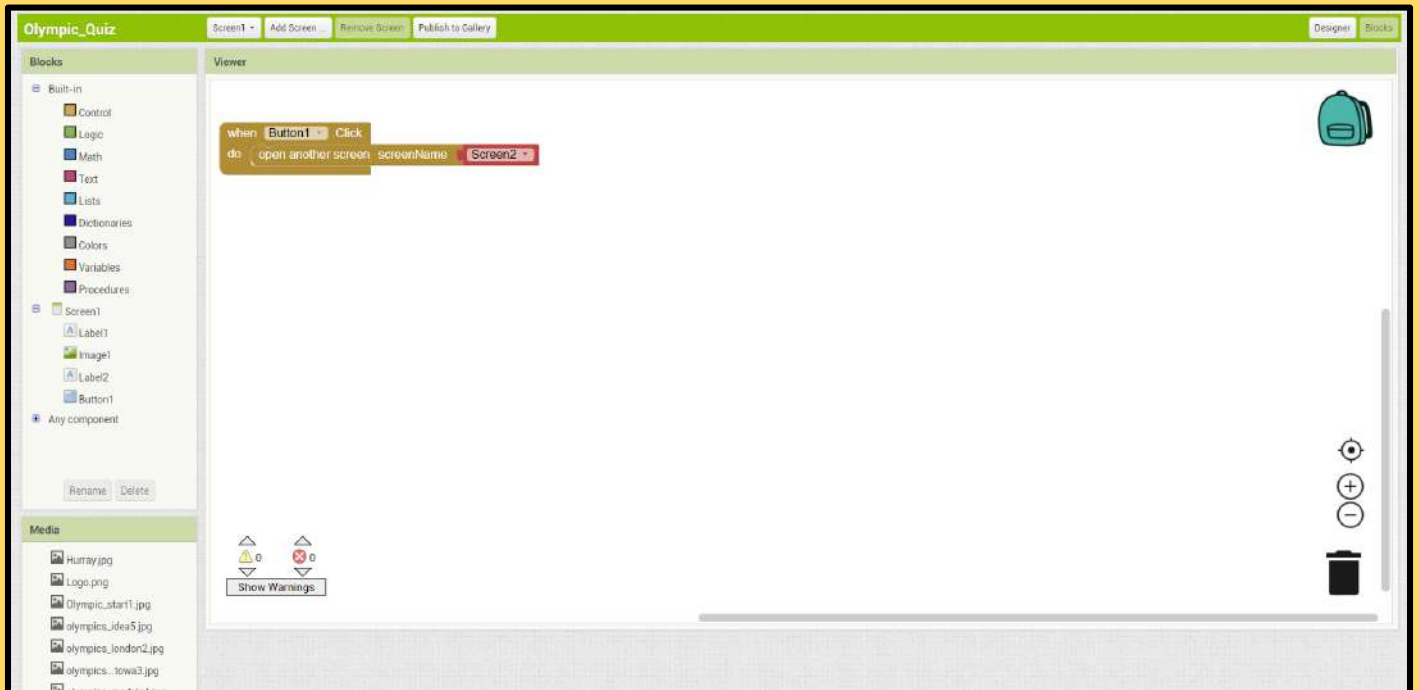 Olympic_Quiz
Screen1
Add Screen ...
Remove Screen
Publish to Gallery
Designer
Blocks
Blocks
Viewer
Built-in
Control
Logic
Math
Text
Lists
Dictionaries
Colors
Variables
Procedures
Screen1
Label1
Image1
Label2
Button1
Any component
Rename
Delete
when Button1 .Click
do open another screen screenName Screen2
0
0
Show Warnings
Media
Hurray.jpg
Logo.png
Olympic_start1.jpg
olympics_idea5.jpg
olympics_london2.jpg
olympics...towa3.jpg